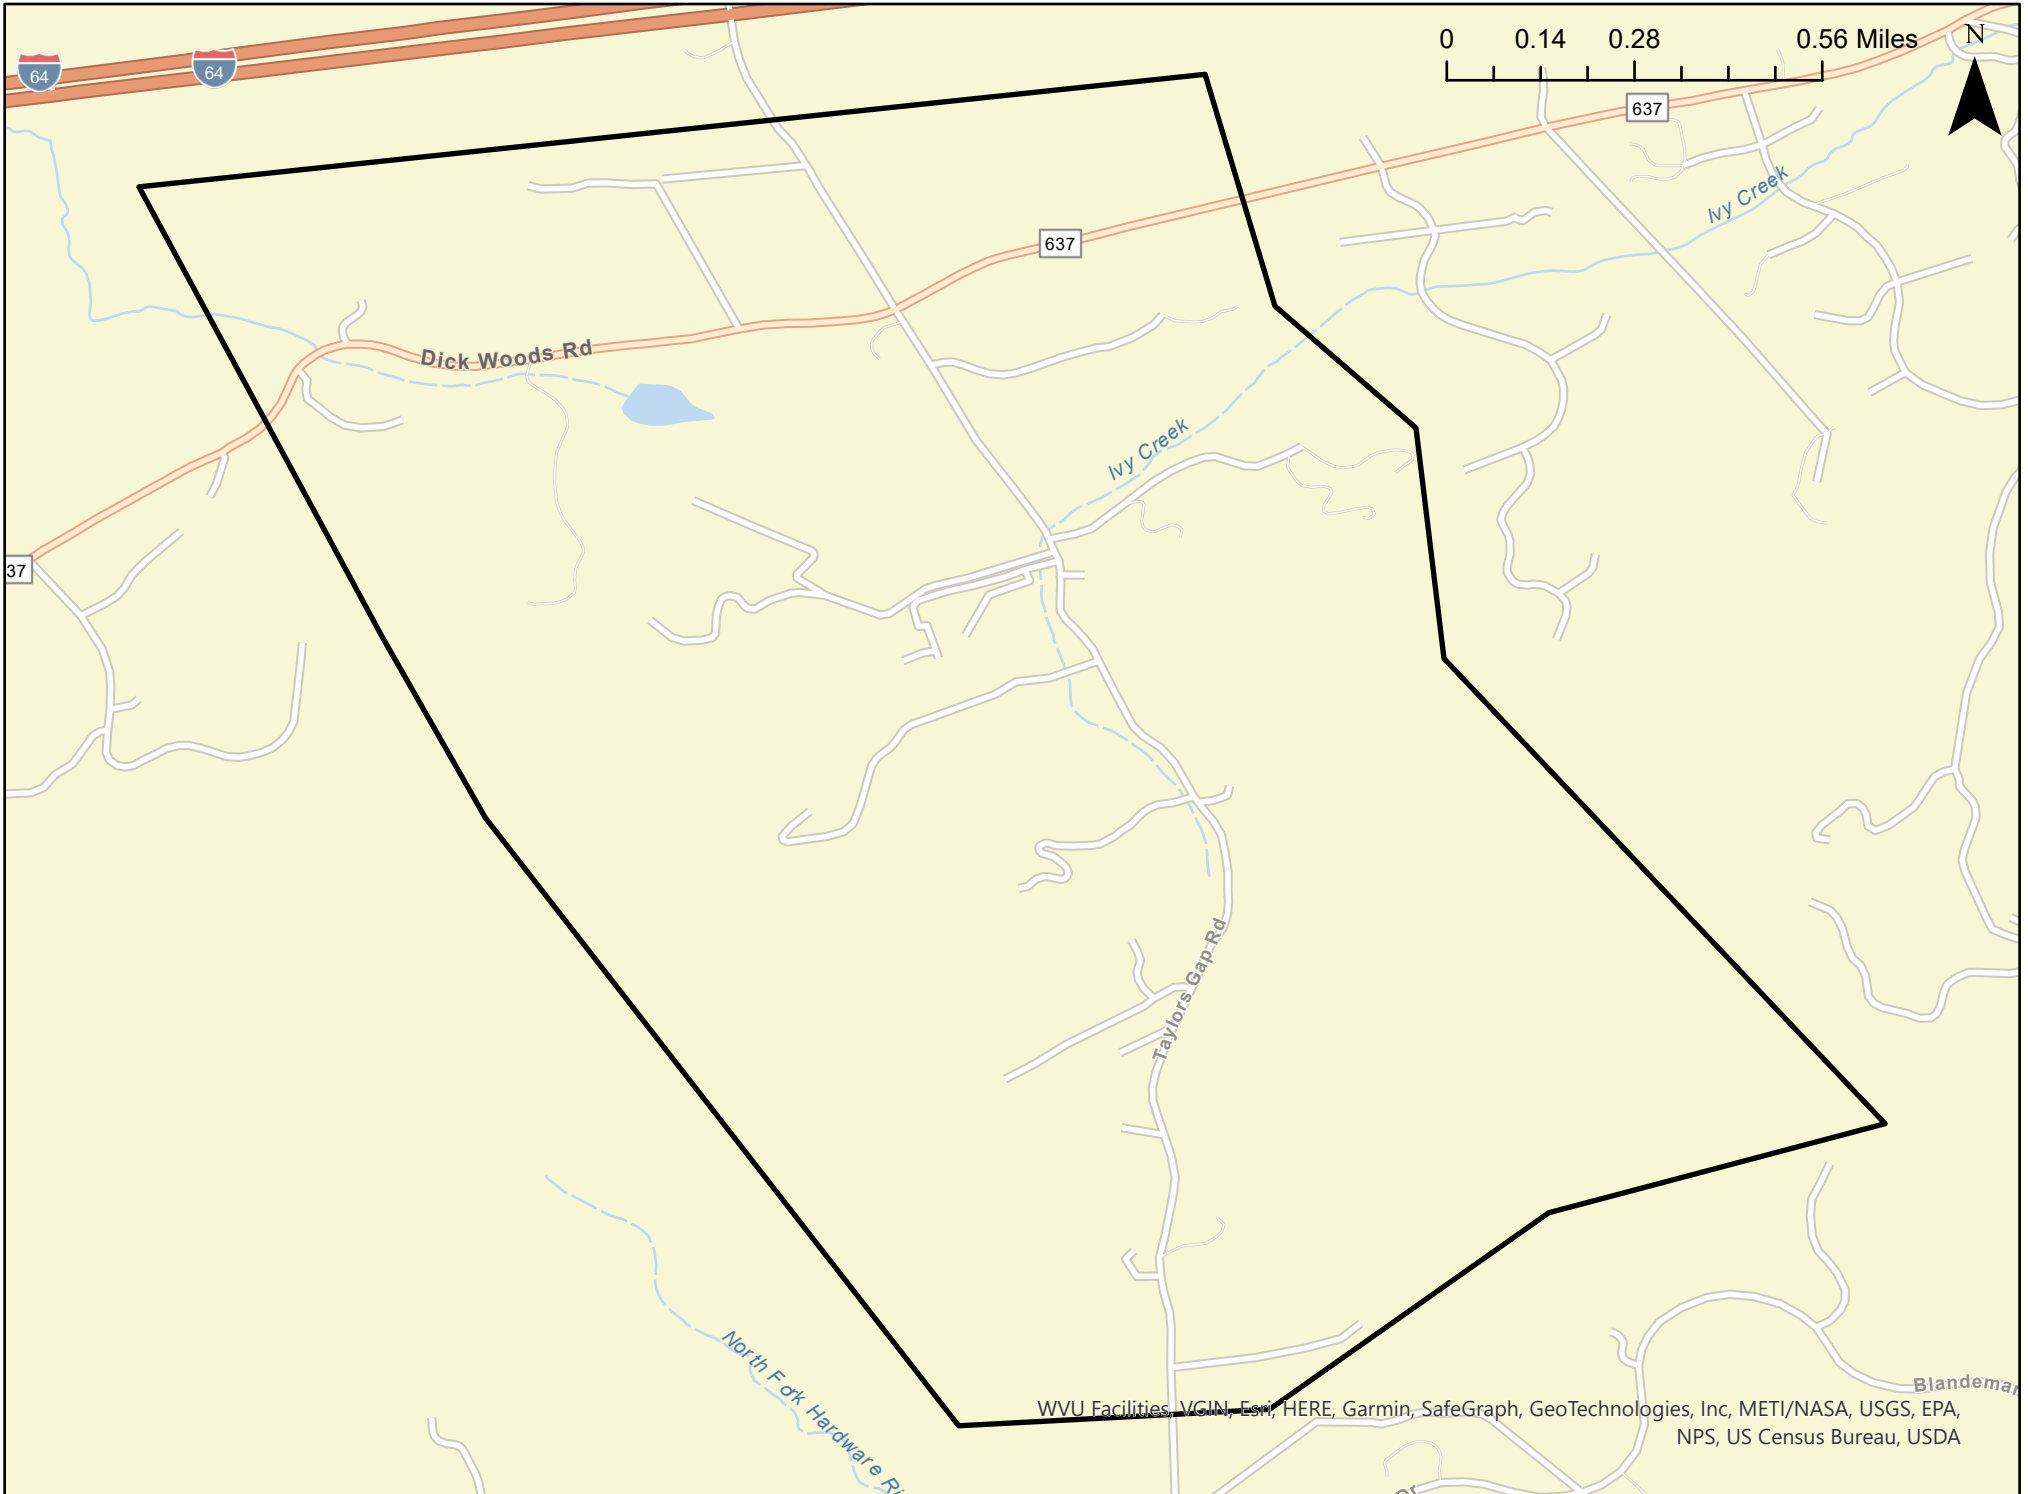 0 0.14 0.28 0.56 Miles
N
64
64
637
637
Ivy Creek
Dick Woods Rd
Ivy Creek
37
Taylors Gap Rd
North Fork Hardware Ri
Blandemar
WVU Facilities, VGIN, Esri, HERE, Garmin, SafeGraph, GeoTechnologies, Inc, METI/NASA, USGS, EPA,
NPS, US Census Bureau, USDA
Dr